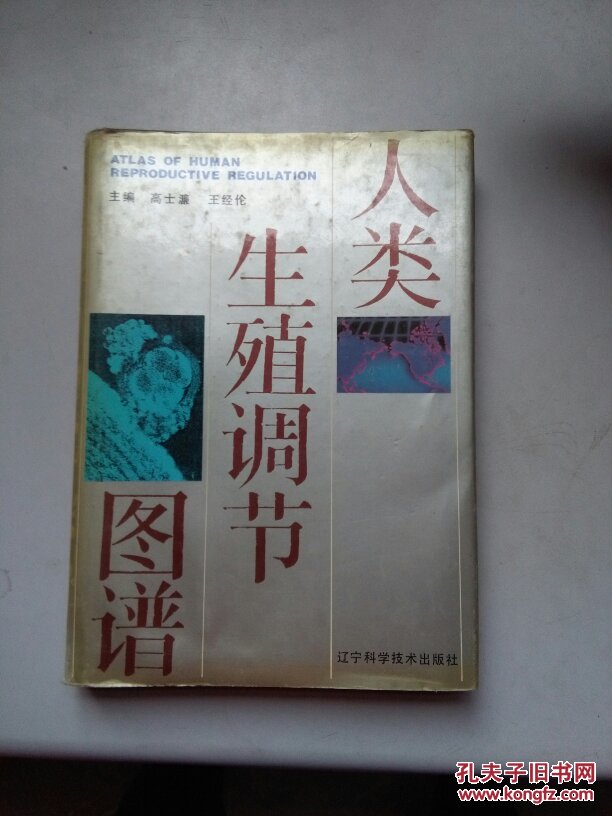 ATLAS OF HUMAN
REPRODUCTIVE REGULATION
主编 高士濂 王经伦
人类
生殖调节
图谱
辽宁科学技术出版社
孔夫子旧书网
www.kongfz.com